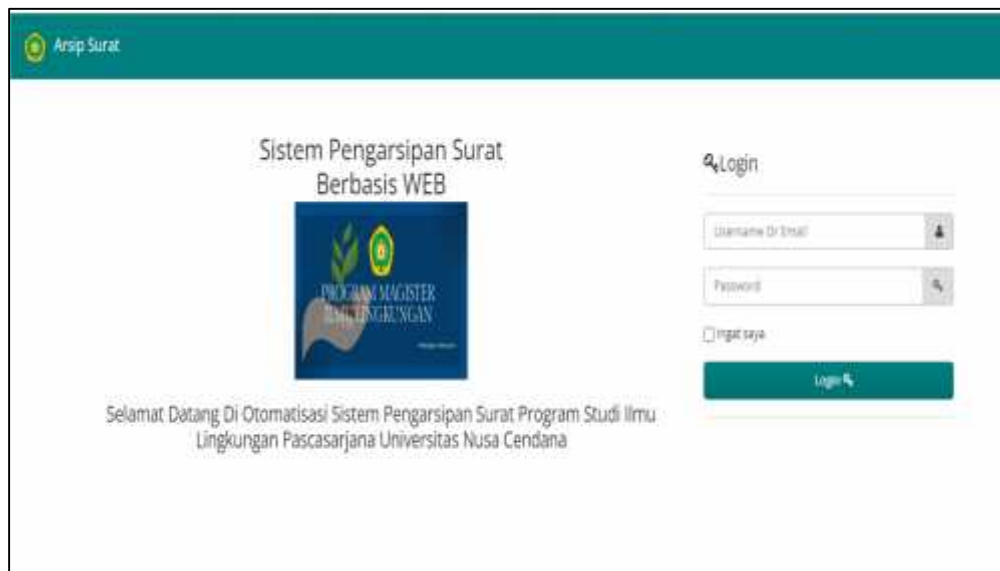 Arsip Surat
Sistem Pengarsipan Surat
Berbasis WEB
PROGRAM MAGISTER
ILMU LINGKUNGAN
Selamat Datang Di Otomatisasi Sistem Pengarsipan Surat Program Studi Ilmu
Lingkungan Pascasarjana Universitas Nusa Cendana
Login
Username Or Email
Password
Ingat saya
Login